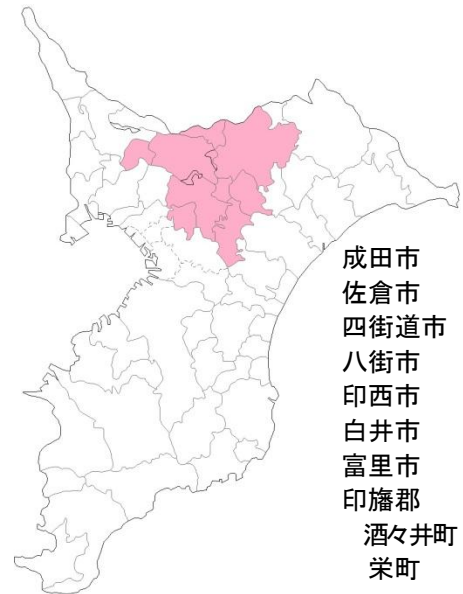 成田市
佐倉市
四街道市
八街市
印西市
白井市
富里市
印旛郡
酒々井町
栄町